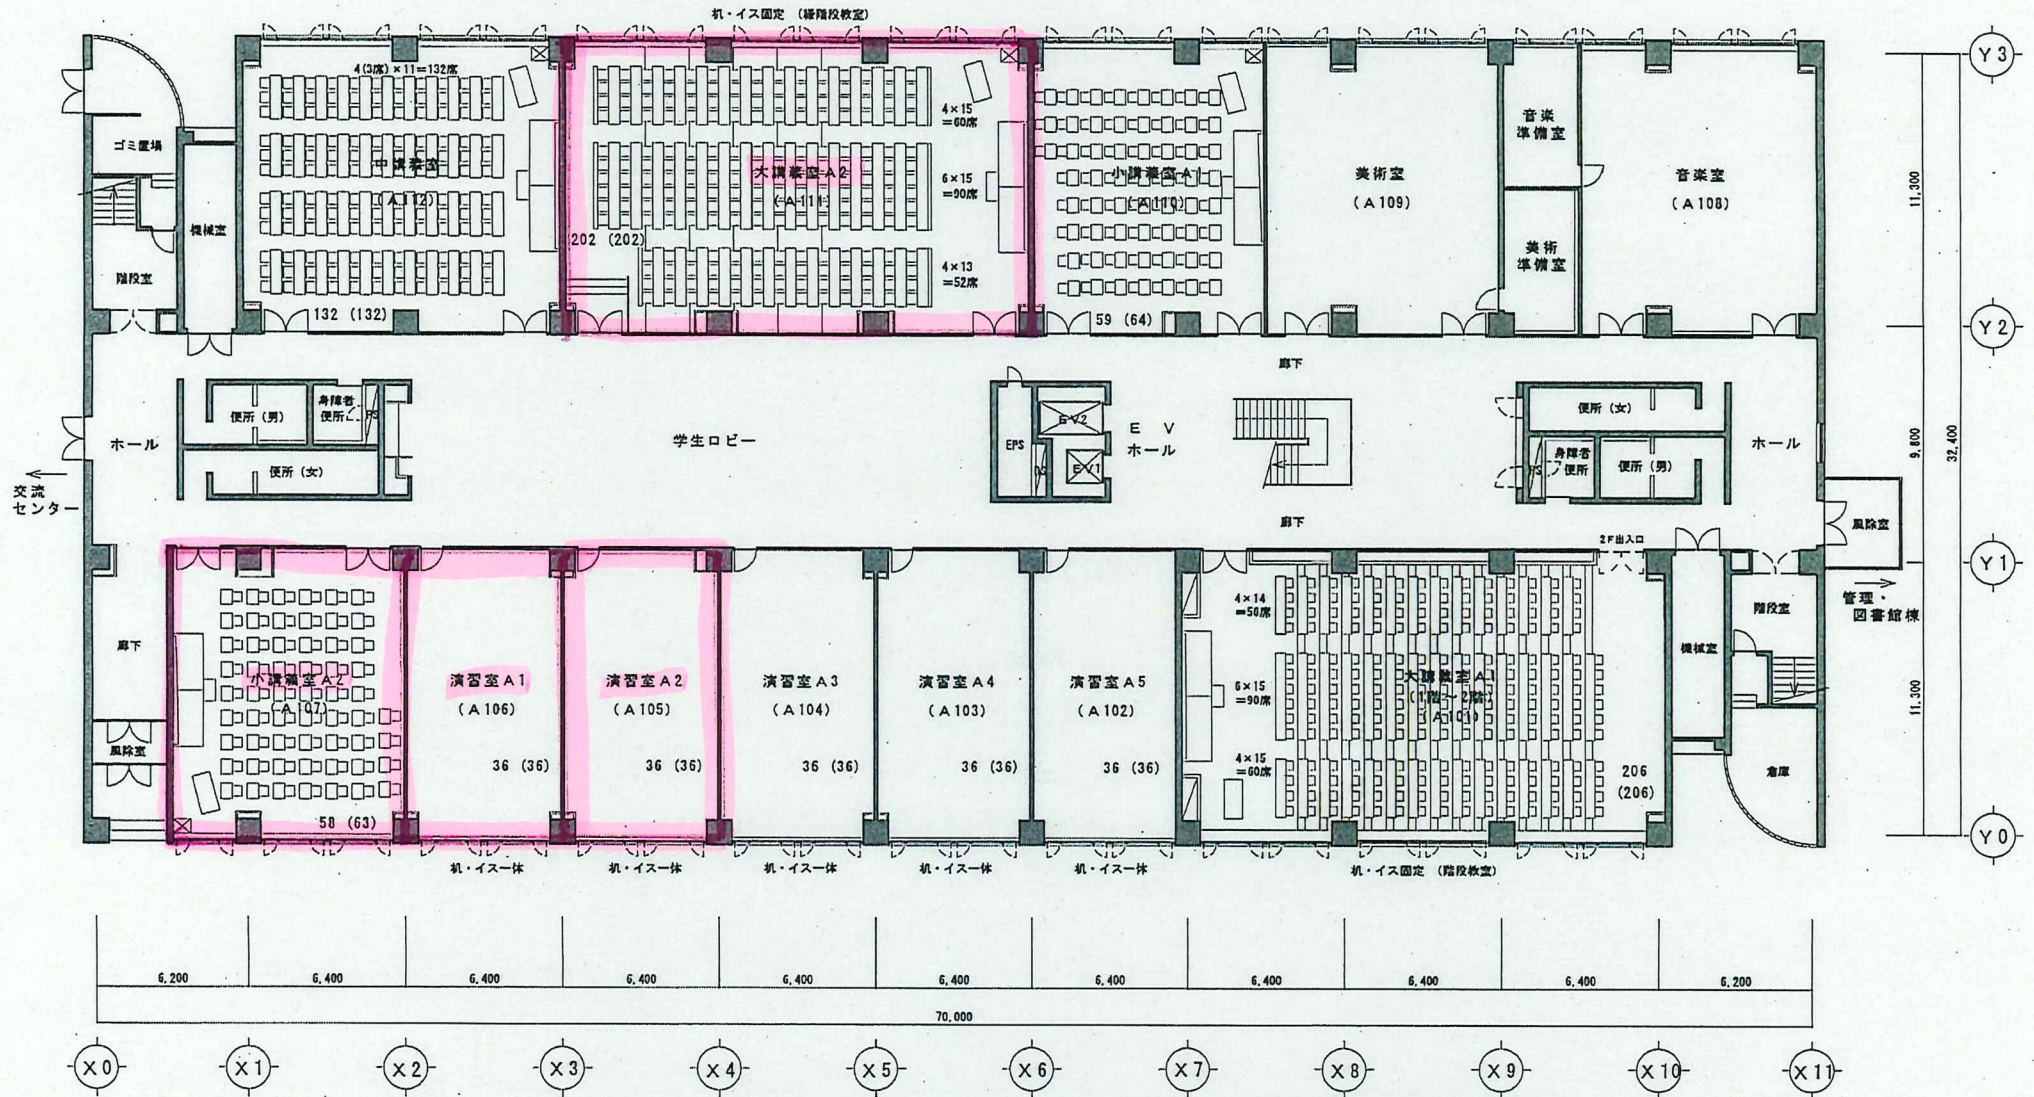 机・イス固定 (緩階段教室)
4(3席)×11=132席
中講義室
(A112)
132 (132)
4×15
=60席
大講義室A2
(A111)
6×15
=90席
202 (202)
4×13
=52席
小講義室A1
(A110)
59 (64)
美術室
(A109)
音楽
準備室
美術
準備室
音楽室
(A108)
ゴミ置場
機械室
階段室
Y3
11,300
Y2
廊下
便所(男)
身障者
便所
PS
ホール
便所(女)
学生ロビー
EPS
EV2
EV1
DS
EV
ホール
便所(女)
PS
身障者
便所
便所(男)
ホール
9,800
32,400
交流
センター
廊下
風除室
2F出入口
Y1
管理・
図書館棟
廊下
風除室
小講義室A2
(A107)
58 (63)
演習室A1
(A106)
36 (36)
演習室A2
(A105)
36 (36)
演習室A3
(A104)
36 (36)
演習室A4
(A103)
36 (36)
演習室A5
(A102)
36 (36)
4×14
=50席
6×15
=90席
4×15
=60席
大講義室A1
(1階~2階)
(A101)
206
(206)
機械室
階段室
倉庫
11,300
Y0
机・イス一体
机・イス一体
机・イス一体
机・イス一体
机・イス一体
机・イス固定 (階段教室)
6,200
6,400
6,400
6,400
6,400
6,400
6,400
6,400
6,400
6,400
6,200
70,000
X0
X1
X2
X3
X4
X5
X6
X7
X8
X9
X10
X11